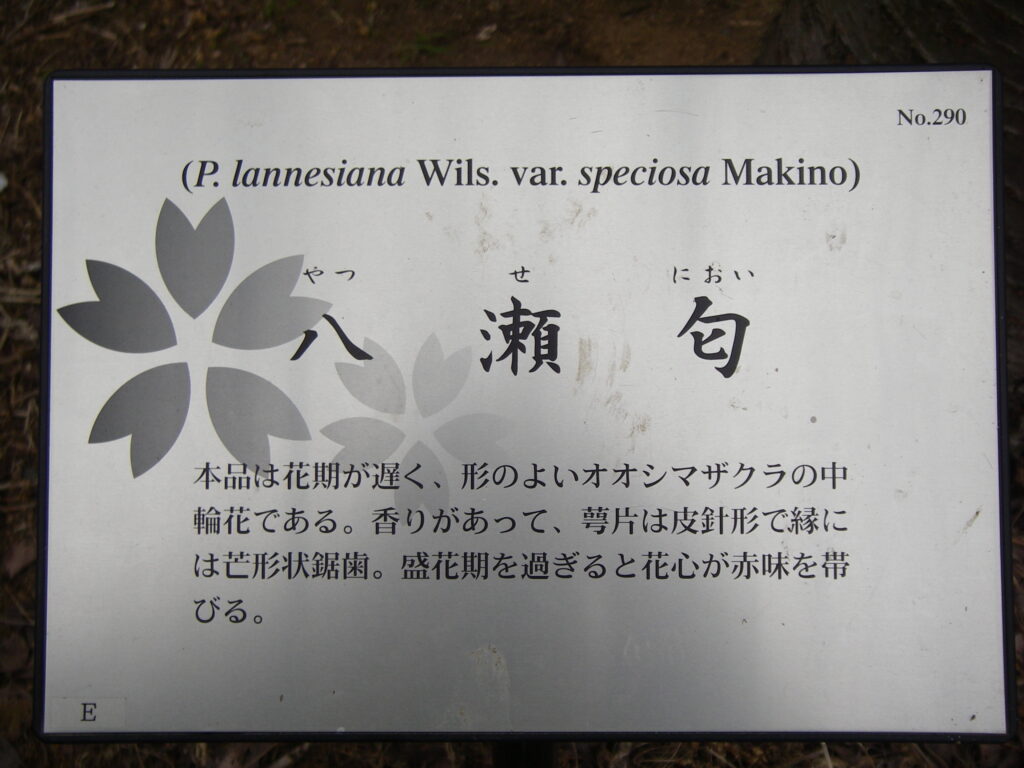 No.290
(P. lannesiana Wils. var. speciosa Makino)
やつ せ におい
八瀬匂
本品は花期が遅く、形のよいオオシマザクラの中
輪花である。香りがあって、萼片は皮針形で縁に
は芒形状鋸歯。盛花期を過ぎると花心が赤味を帯
びる。
E